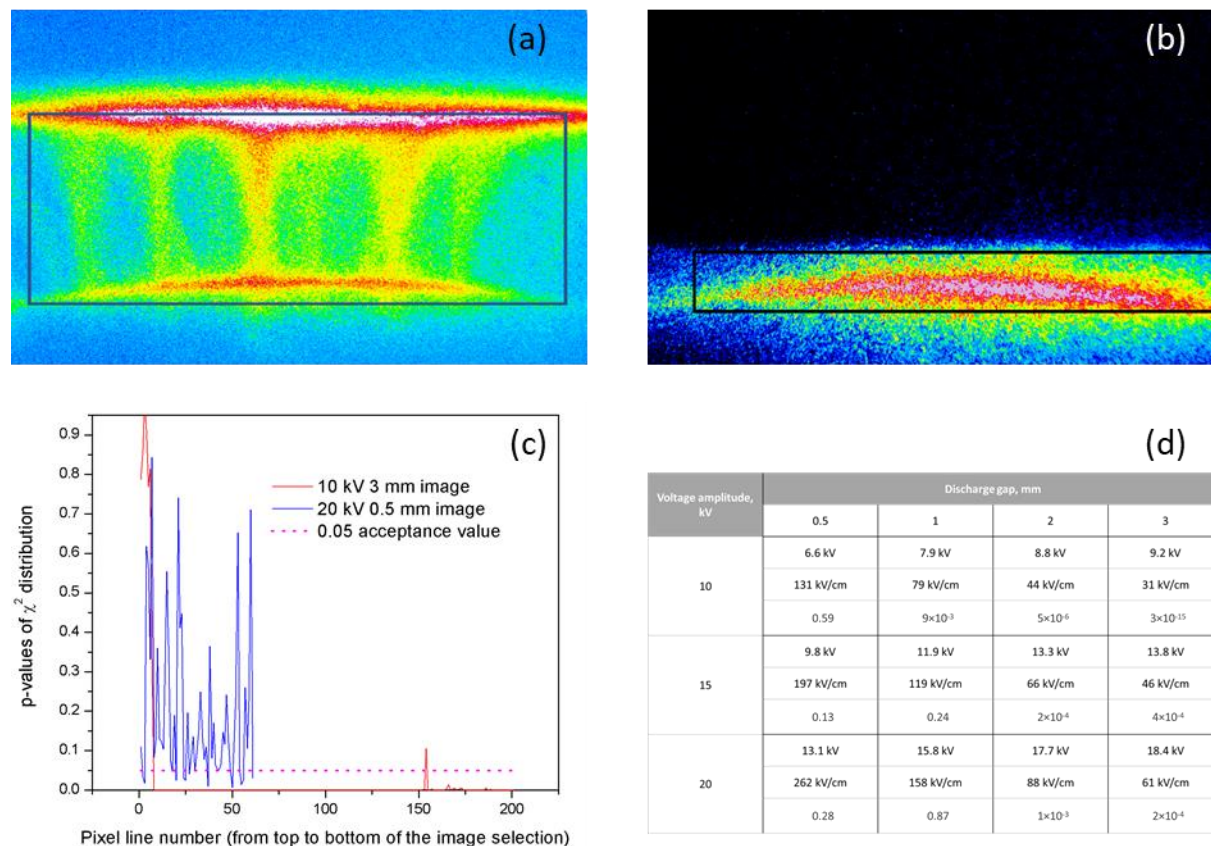 (a)
(b)
(c)
0.9
0.8
0.7
0.6
0.5
0.4
0.3
0.2
0.1
0.0
p-values of χ² distribution
10 kV 3 mm image
20 kV 0.5 mm image
0.05 acceptance value
0 50 100 150 200
Pixel line number (from top to bottom of the image selection)
(d)
Voltage amplitude, kV
Discharge gap, mm
0.5 1 2 3
10
6.6 kV 7.9 kV 8.8 kV 9.2 kV
131 kV/cm 79 kV/cm 44 kV/cm 31 kV/cm
0.59 9×10⁻³ 5×10⁻⁶ 3×10⁻¹⁵
15
9.8 kV 11.9 kV 13.3 kV 13.8 kV
197 kV/cm 119 kV/cm 66 kV/cm 46 kV/cm
0.13 0.24 2×10⁻⁴ 4×10⁻⁴
20
13.1 kV 15.8 kV 17.7 kV 18.4 kV
262 kV/cm 158 kV/cm 88 kV/cm 61 kV/cm
0.28 0.87 1×10⁻³ 2×10⁻⁴